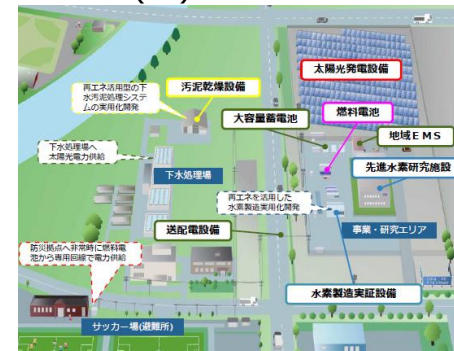 再エネ活用型の下
水汚泥処理システ
ムの実用化開発
汚泥乾燥設備
太陽光発電設備
大容量蓄電池
燃料電池
地域EMS
下水処理場へ
太陽光電力供給
下水処理場
先進水素研究施設
再エネを活用した
水素製造実用化開発
送配電設備
事業・研究エリア
防災拠点へ非常時に燃料電
池から専用回線で電力供給
水素製造実証設備
サッカー場(避難所)